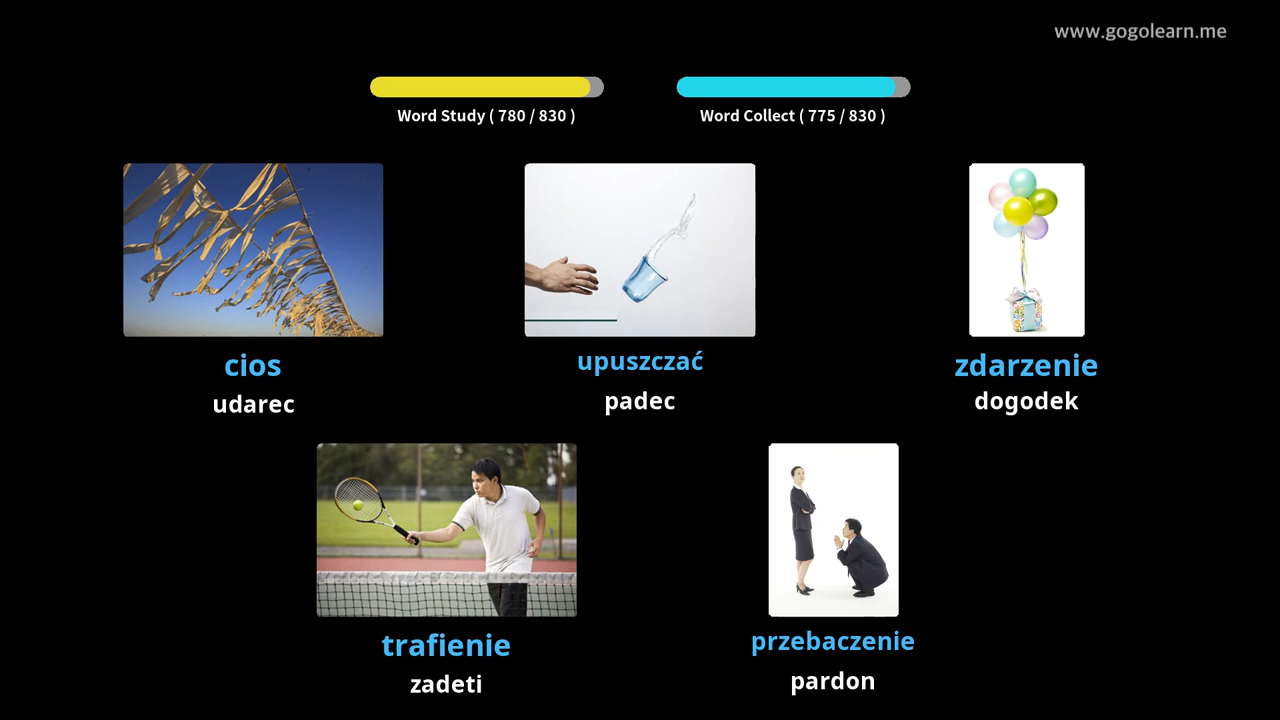 www.gogolearn.me
Word Study ( 780 / 830 )
Word Collect ( 775 / 830 )
cios
udarec
upuszczać
padec
zdarzenie
dogodek
trafienie
zadeti
przebaczenie
pardon